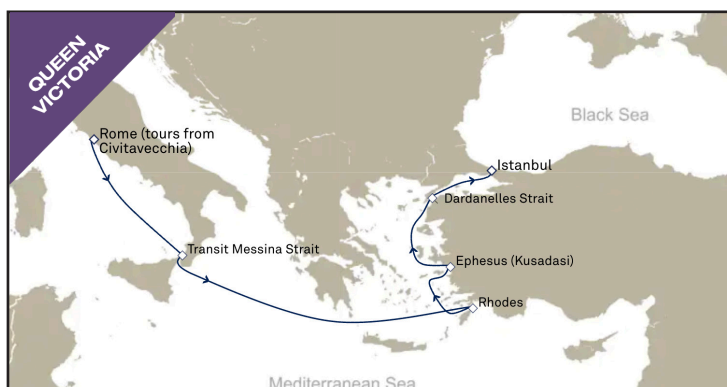 QUEEN
VICTORIA
Black Sea
Rome (tours from
Civitavecchia)
Istanbul
Dardanelles Strait
Transit Messina Strait
Ephesus (Kusadasi)
Rhodes
Mediterranean Sea